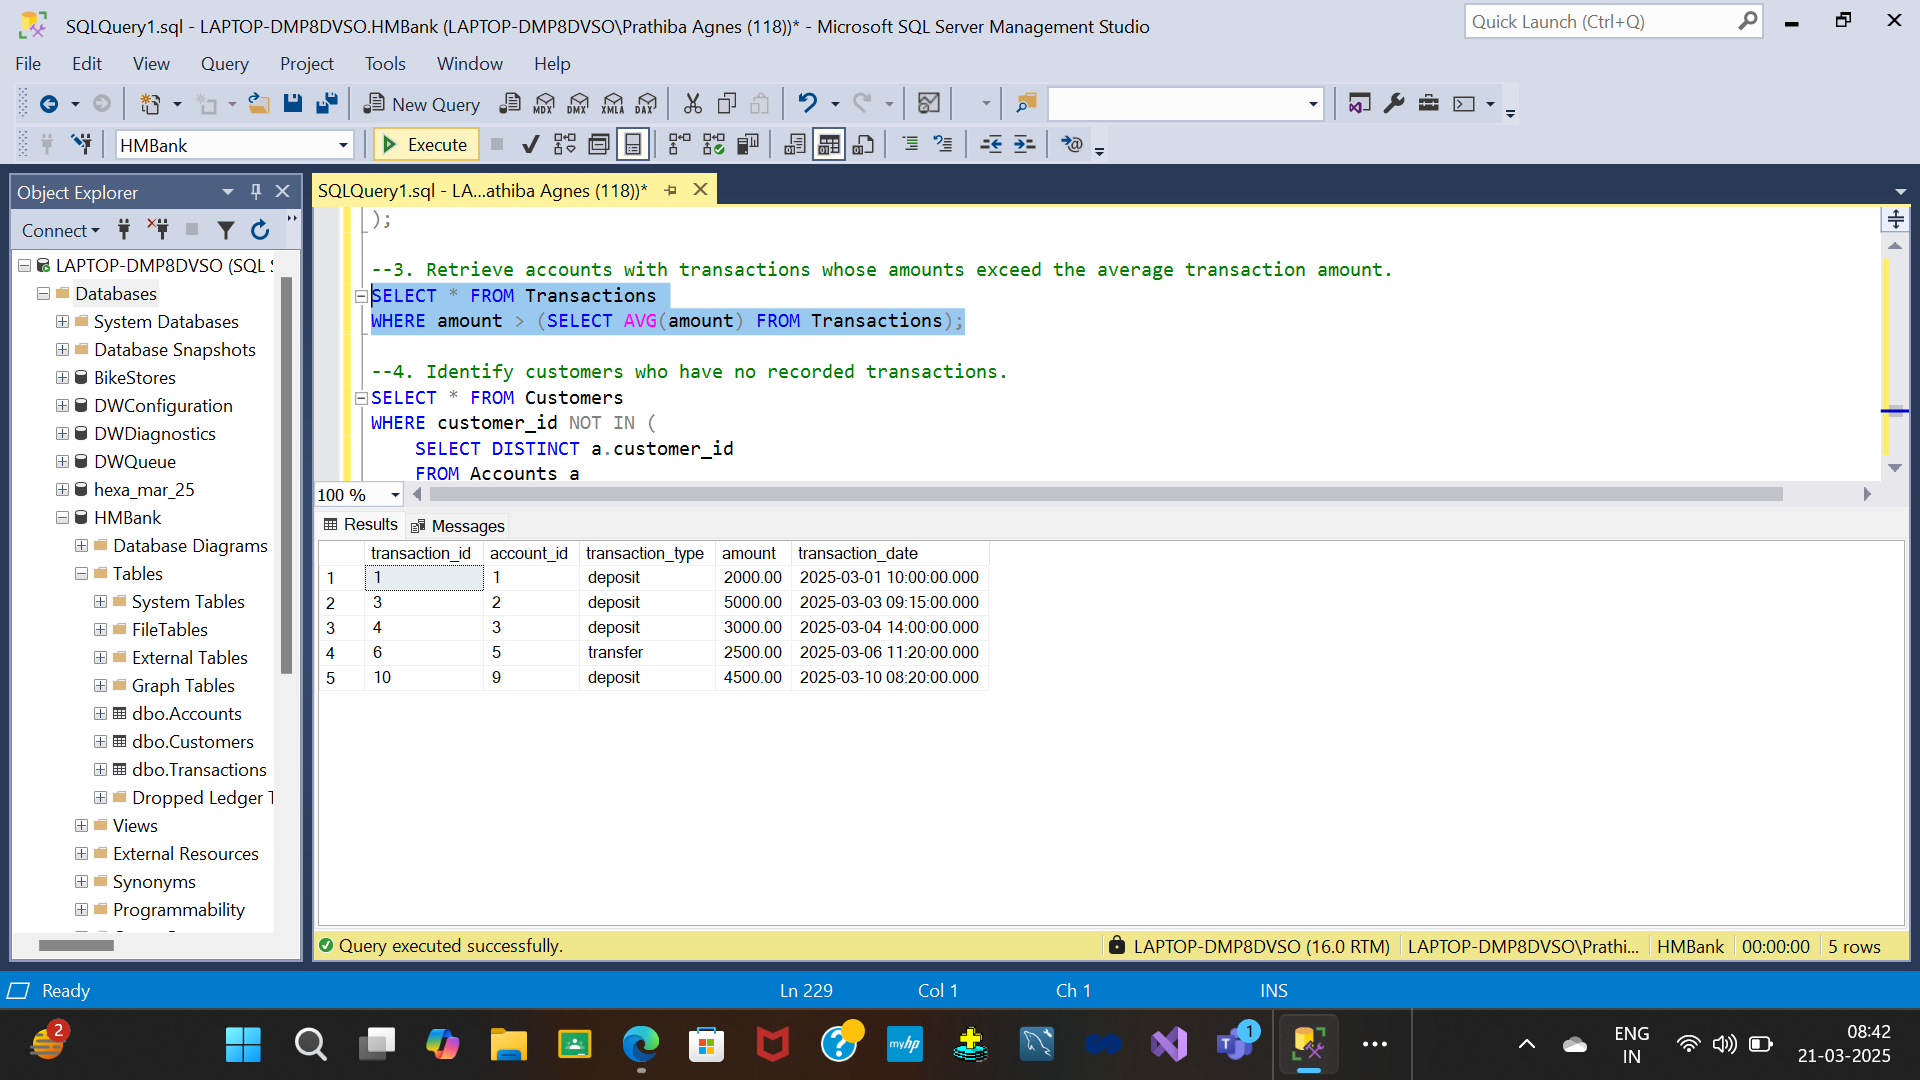 SQLQuery1.sql - LAPTOP-DMP8DVSO.HMBank (LAPTOP-DMP8DVSO\Prathiba Agnes (118))* - Microsoft SQL Server Management Studio
Quick Launch (Ctrl+Q)
File Edit View Query Project Tools Window Help
New Query MDX DMX XMLA DAX
HMBank
Execute
Object Explorer
Connect
LAPTOP-DMP8DVSO (SQL S
Databases
System Databases
Database Snapshots
BikeStores
DWConfiguration
DWDiagnostics
DWQueue
hexa_mar_25
HMBank
Database Diagrams
Tables
System Tables
FileTables
External Tables
Graph Tables
dbo.Accounts
dbo.Customers
dbo.Transactions
Dropped Ledger T
Views
External Resources
Synonyms
Programmability
SQLQuery1.sql - LA...athiba Agnes (118))*
);
--3. Retrieve accounts with transactions whose amounts exceed the average transaction amount.
SELECT * FROM Transactions
WHERE amount > (SELECT AVG(amount) FROM Transactions);
--4. Identify customers who have no recorded transactions.
SELECT * FROM Customers
WHERE customer_id NOT IN (
SELECT DISTINCT a.customer_id
FROM Accounts a
100 %
Results Messages
transaction_id account_id transaction_type amount transaction_date
1 1 1 deposit 2000.00 2025-03-01 10:00:00.000
2 3 2 deposit 5000.00 2025-03-03 09:15:00.000
3 4 3 deposit 3000.00 2025-03-04 14:00:00.000
4 6 5 transfer 2500.00 2025-03-06 11:20:00.000
5 10 9 deposit 4500.00 2025-03-10 08:20:00.000
Query executed successfully.
LAPTOP-DMP8DVSO (16.0 RTM) LAPTOP-DMP8DVSO\Prathi... HMBank 00:00:00 5 rows
Ready Ln 229 Col 1 Ch 1 INS
2
myhp
1
ENG
IN
08:42
21-03-2025